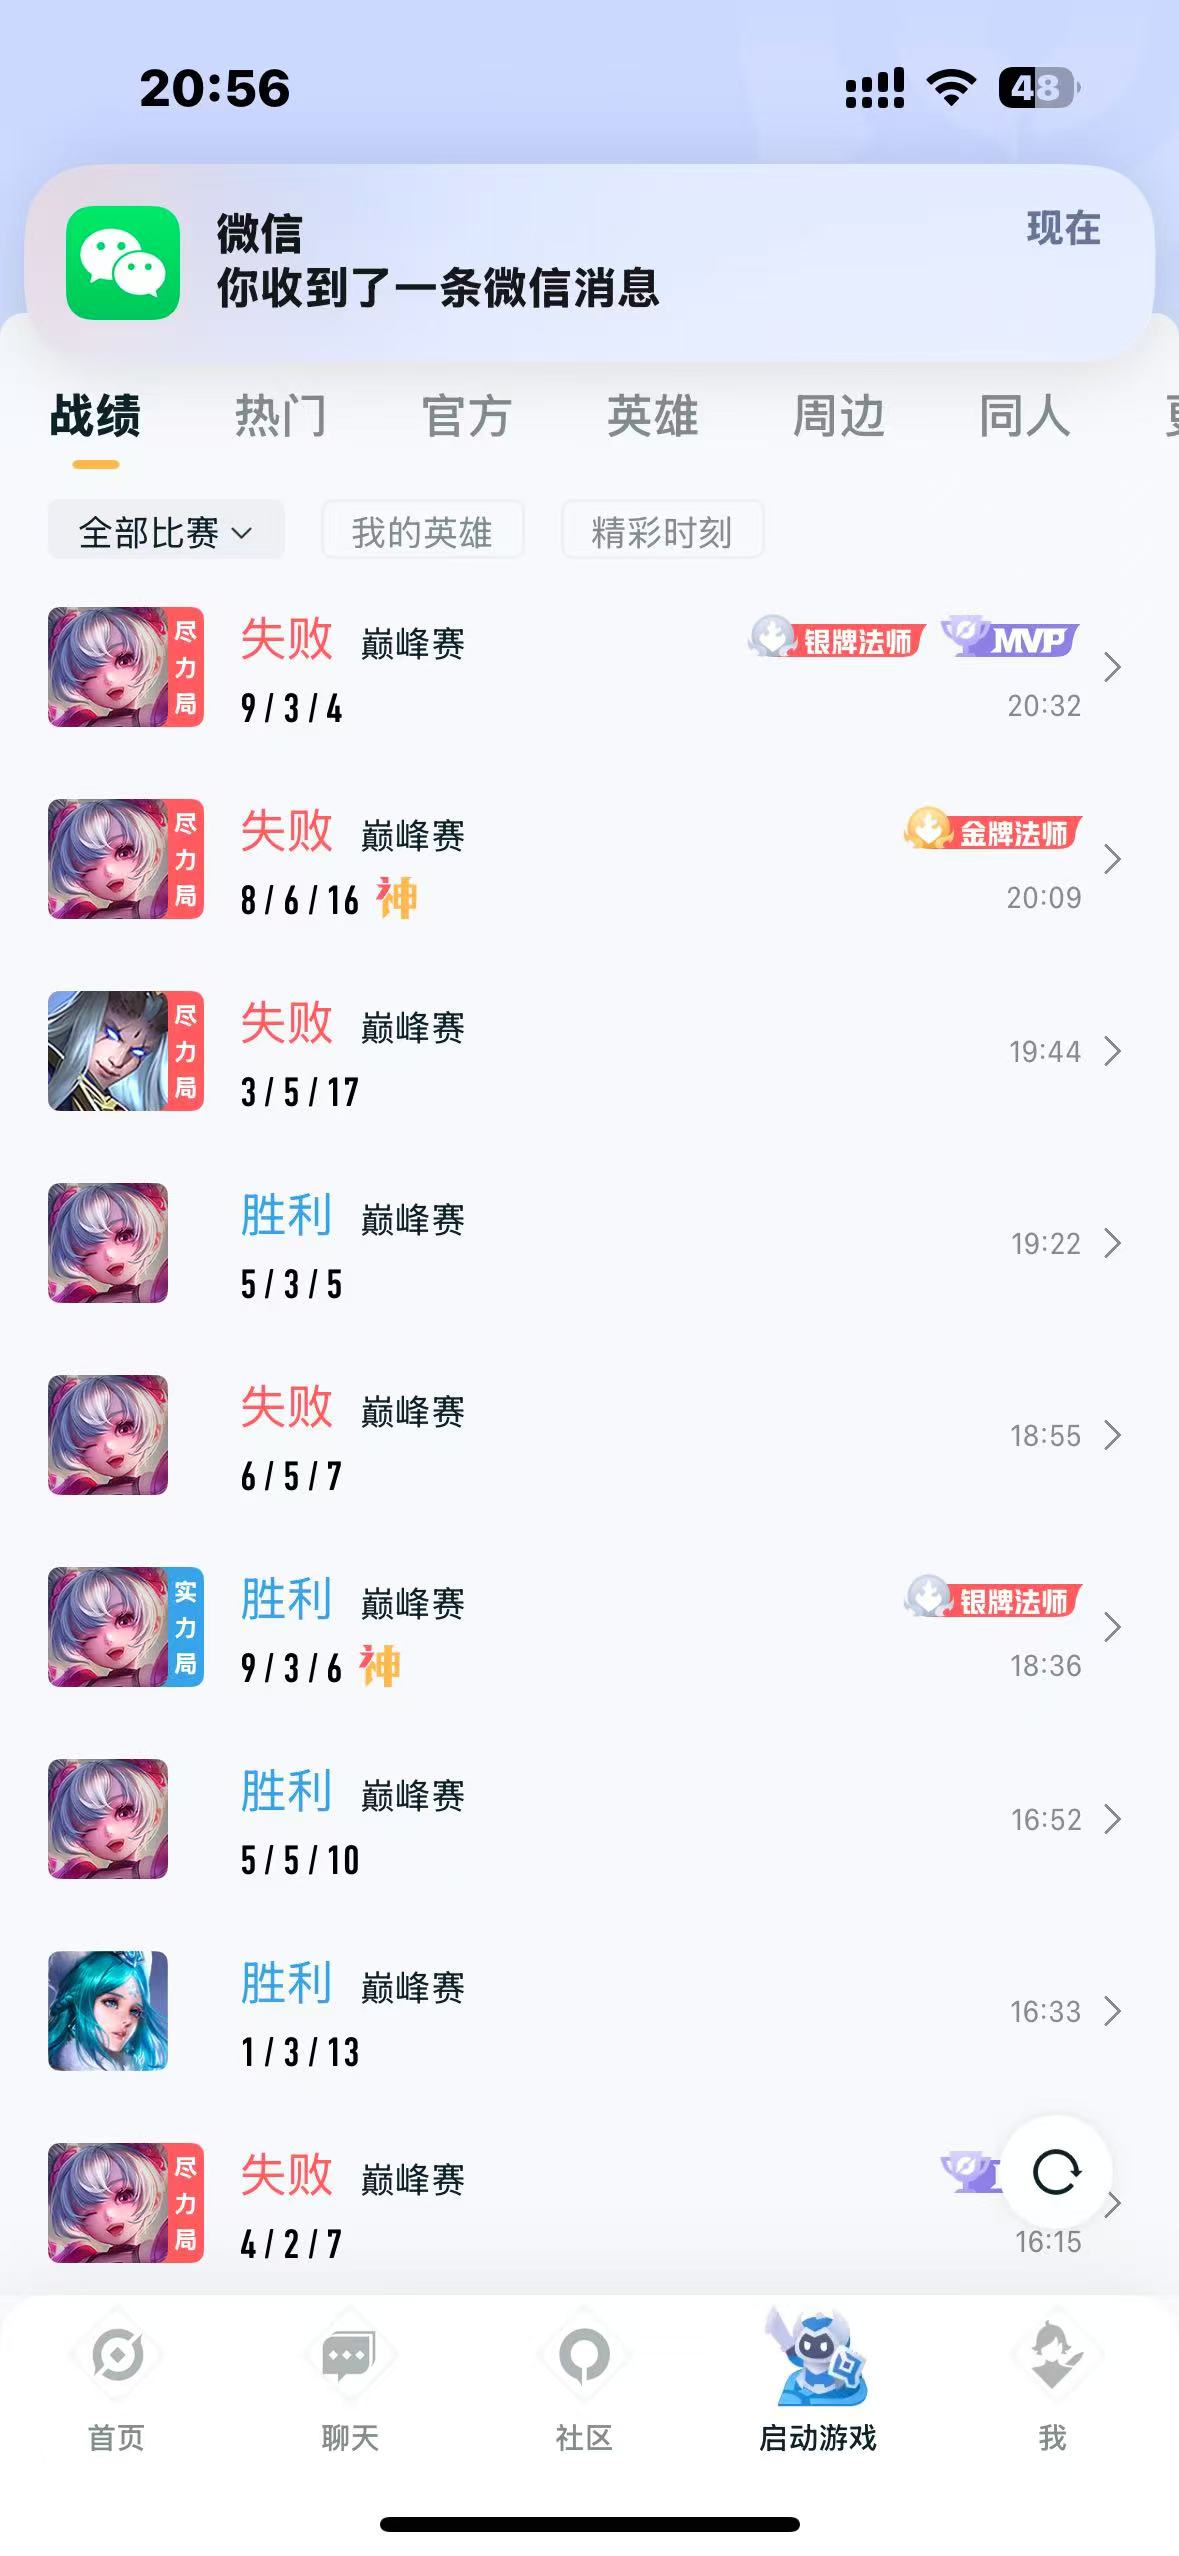 20:56
48
微信
现在
你收到了一条微信消息
战绩 热门 官方 英雄 周边 同人
全部比赛 我的英雄 精彩时刻
尽力局 失败 巅峰赛 银牌法师 MVP
9 / 3 / 4 20:32
尽力局 失败 巅峰赛 金牌法师
8 / 6 / 16 神 20:09
尽力局 失败 巅峰赛 19:44
3 / 5 / 17
胜利 巅峰赛 19:22
5 / 3 / 5
失败 巅峰赛 18:55
6 / 5 / 7
实力局 胜利 巅峰赛 银牌法师
9 / 3 / 6 神 18:36
胜利 巅峰赛 16:52
5 / 5 / 10
胜利 巅峰赛 16:33
1 / 3 / 13
尽力局 失败 巅峰赛
4 / 2 / 7 16:15
首页 聊天 社区 启动游戏 我